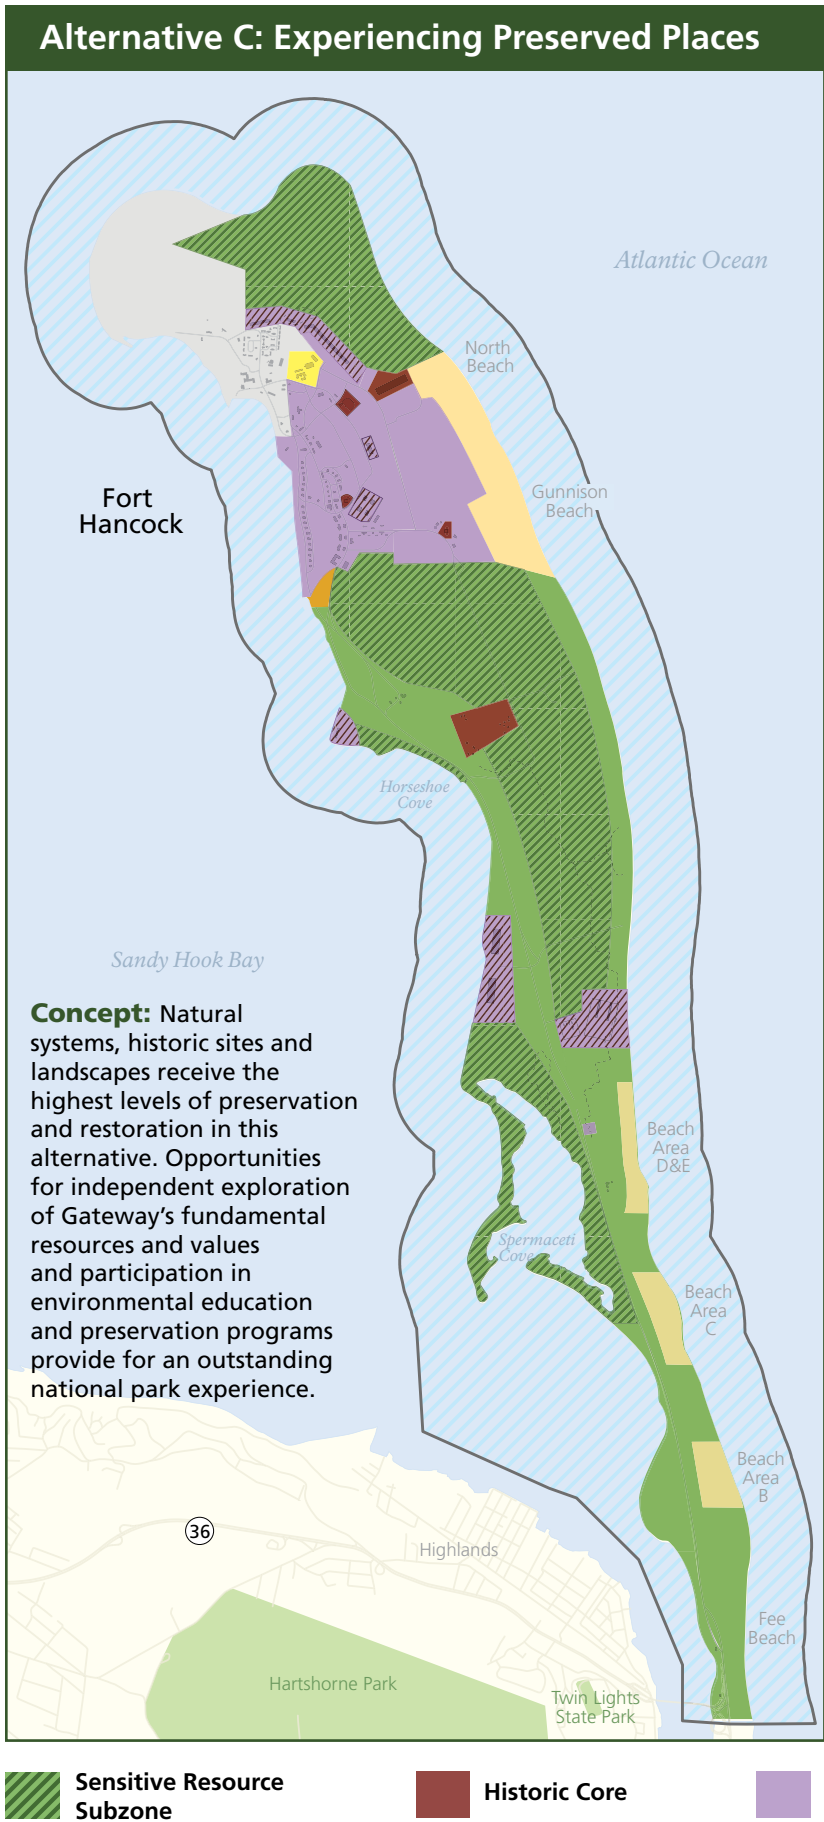 Alternative C: Experiencing Preserved Places
Atlantic Ocean
North
Beach
Gunnison
Beach
Fort
Hancock
Horseshoe
Cove
Sandy Hook Bay
Concept: Natural
systems, historic sites and
landscapes receive the
highest levels of preservation
and restoration in this
alternative. Opportunities
for independent exploration
of Gateway’s fundamental
resources and values
and participation in
environmental education
and preservation programs
provide for an outstanding
national park experience.
Beach
Area
D&E
Spermaceti
Cove
Beach
Area
C
Beach
Area
B
36
Highlands
Fee
Beach
Hartshorne Park
Twin Lights
State Park
Sensitive Resource
Subzone
Historic Core